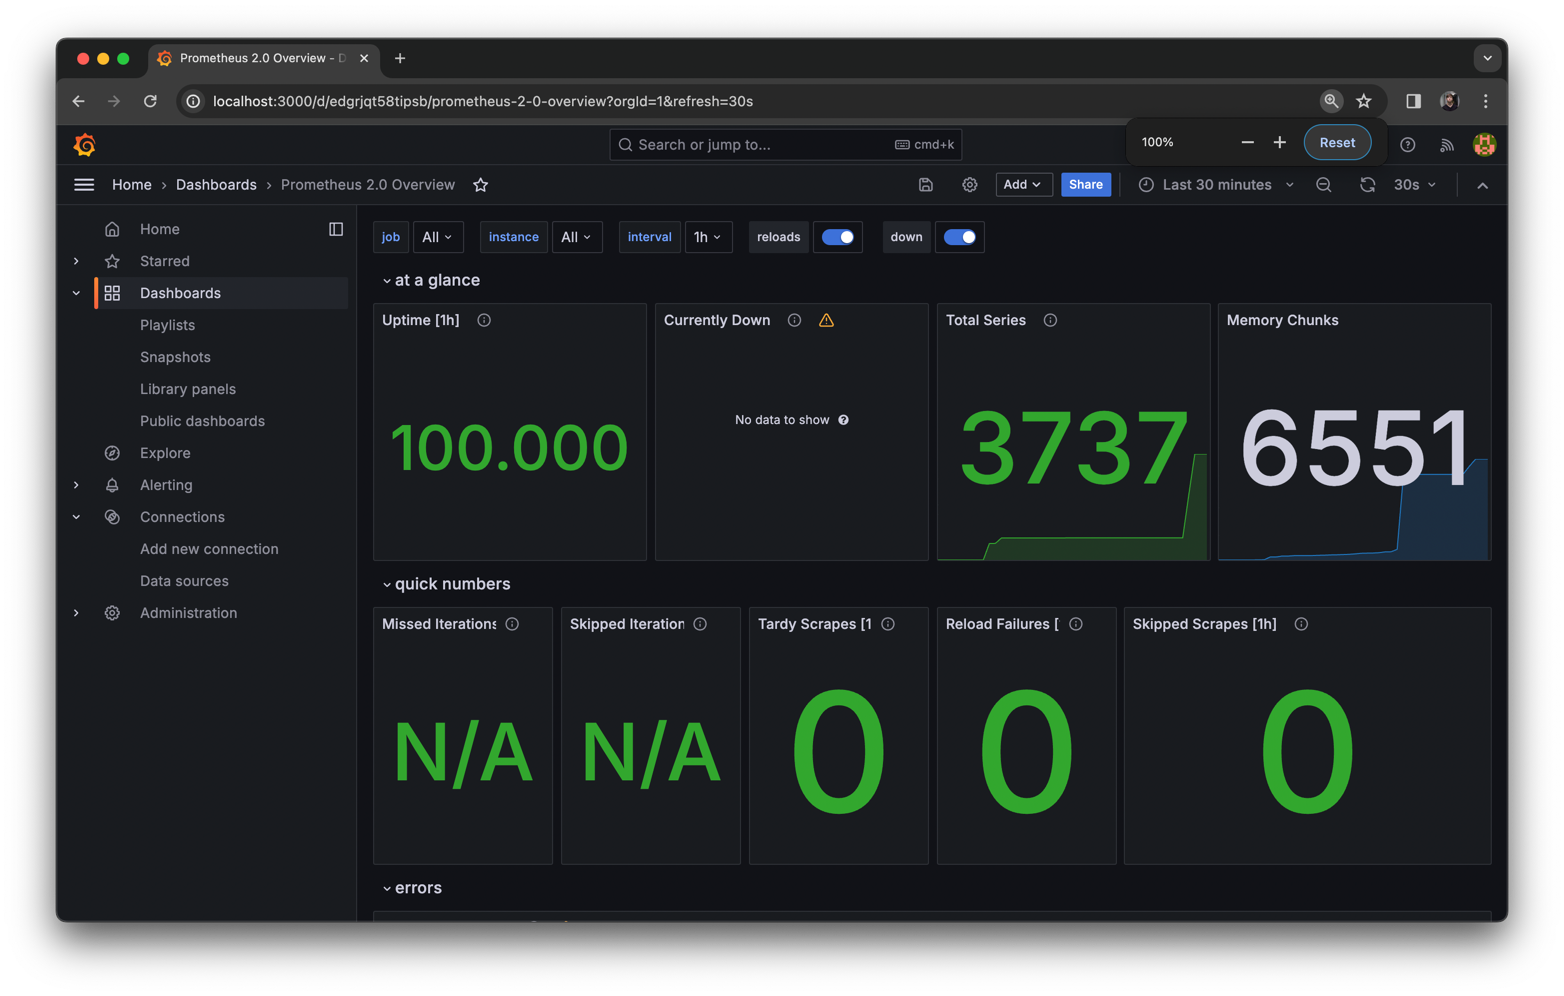 Prometheus 2.0 Overview - D
localhost:3000/d/edgrjqt58tipsb/prometheus-2-0-overview?orgId=1&refresh=30s
Search or jump to...
cmd+k
100%
Reset
Home › Dashboards › Prometheus 2.0 Overview
Add
Share
Last 30 minutes
30s
Home
Starred
Dashboards
Playlists
Snapshots
Library panels
Public dashboards
Explore
Alerting
Connections
Add new connection
Data sources
Administration
job All instance All interval 1h reloads down
at a glance
Uptime [1h]
100.000
Currently Down
No data to show
Total Series
3737
Memory Chunks
6551
quick numbers
Missed Iterations
N/A
Skipped Iteration
N/A
Tardy Scrapes [1
0
Reload Failures [
0
Skipped Scrapes [1h]
0
errors